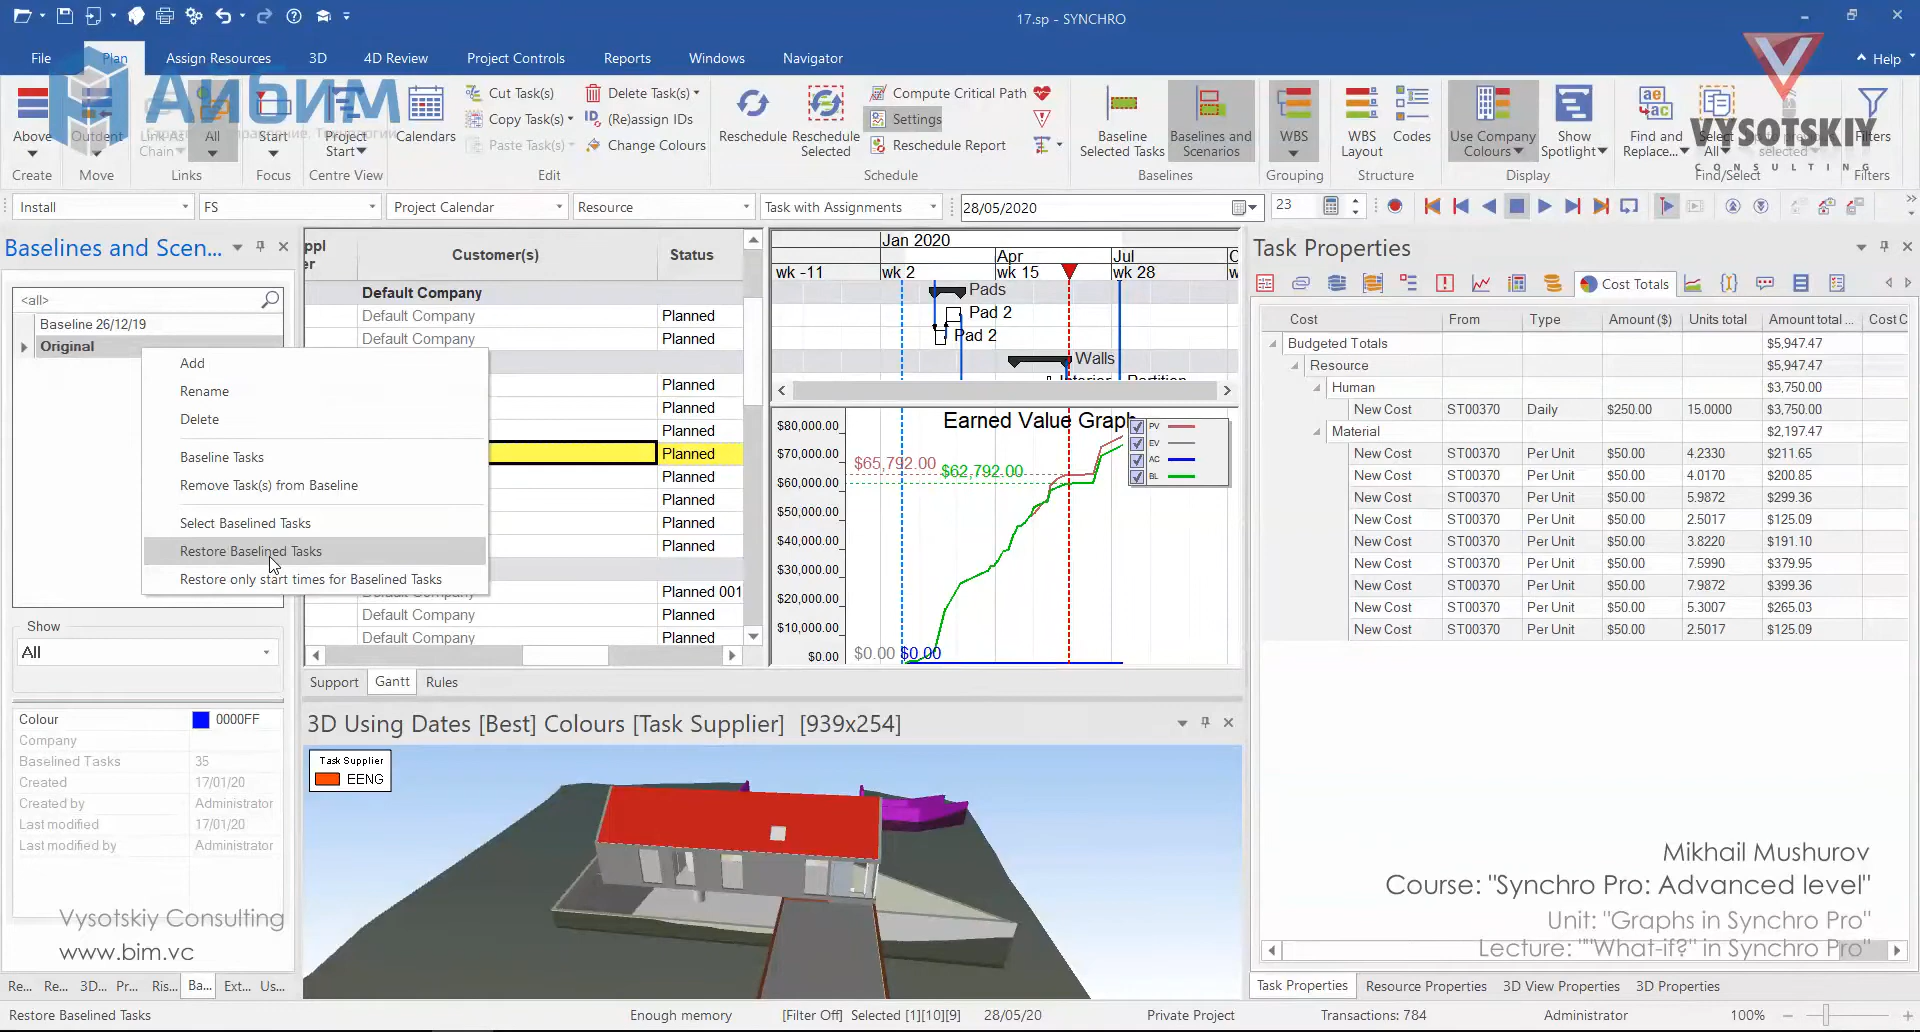 17.sp - SYNCHRO
File Plan Assign Resources 3D 4D Review Project Controls Reports Windows Navigator Help
Айбим
VYSOTSKIY
CONSULTING
Above Outdent Link As Chain All Start Project Start Calendars
Cut Task(s) Delete Task(s)
Copy Task(s) (Re)assign IDs
Paste Task(s) Change Colours
Reschedule Reschedule Selected
Compute Critical Path
Settings
Reschedule Report
Baseline Selected Tasks Baselines and Scenarios WBS WBS Layout Codes Use Company Colours Show Spotlight Find and Replace... Select All Filters
Create Move Links Focus Centre View Edit Schedule Baselines Grouping Structure Display Find/Select Filters
Install FS Project Calendar Resource Task with Assignments 28/05/2020 23
Baselines and Scen...
<all>
Baseline 26/12/19
Original
Add
Rename
Delete
Baseline Tasks
Remove Task(s) from Baseline
Select Baselined Tasks
Restore Baselined Tasks
Restore only start times for Baselined Tasks
Show
All
Colour 0000FF
Company
Baselined Tasks 35
Created 17/01/20
Created by Administrator
Last modified 17/01/20
Last modified by Administrator
Vysotskiy Consulting
www.bim.vc
Re... Re... 3D... Pr... Ris... Ba... Ext... Us...
Restore Baselined Tasks
ppl
er Customer(s) Status
Default Company
Default Company Planned
Default Company Planned
Planned
Planned
Planned
Planned
Planned
Planned
Planned
Planned
Default Company Planned 001
Default Company Planned
Default Company Planned
Support Gantt Rules
Jan 2020
Apr Jul
wk -11 wk 2 wk 15 wk 28
Pads
Pad 2
Pad 2
Walls
Interior - Partition
Earned Value Graph
PV
EV
AC
BL
$80,000.00
$70,000.00
$60,000.00
$50,000.00
$40,000.00
$30,000.00
$20,000.00
$10,000.00
$0.00
$65,792.00 $62,792.00
$0.00 $0.00
3D Using Dates [Best] Colours [Task Supplier] [939x254]
Task Supplier
EENG
Task Properties
Cost Totals
Cost From Type Amount ($) Units total Amount total ... Cost C
Budgeted Totals $5,947.47
Resource $5,947.47
Human $3,750.00
New Cost ST00370 Daily $250.00 15.0000 $3,750.00
Material $2,197.47
New Cost ST00370 Per Unit $50.00 4.2330 $211.65
New Cost ST00370 Per Unit $50.00 4.0170 $200.85
New Cost ST00370 Per Unit $50.00 5.9872 $299.36
New Cost ST00370 Per Unit $50.00 2.5017 $125.09
New Cost ST00370 Per Unit $50.00 3.8220 $191.10
New Cost ST00370 Per Unit $50.00 7.5990 $379.95
New Cost ST00370 Per Unit $50.00 7.9872 $399.36
New Cost ST00370 Per Unit $50.00 5.3007 $265.03
New Cost ST00370 Per Unit $50.00 2.5017 $125.09
Mikhail Mushurov
Course: "Synchro Pro: Advanced level"
Unit: "Graphs in Synchro Pro"
Lecture: ""What-if?" in Synchro Pro"
Task Properties Resource Properties 3D View Properties 3D Properties
Enough memory [Filter Off] Selected [1][10][9] 28/05/20 Private Project Transactions: 784 Administrator 100%